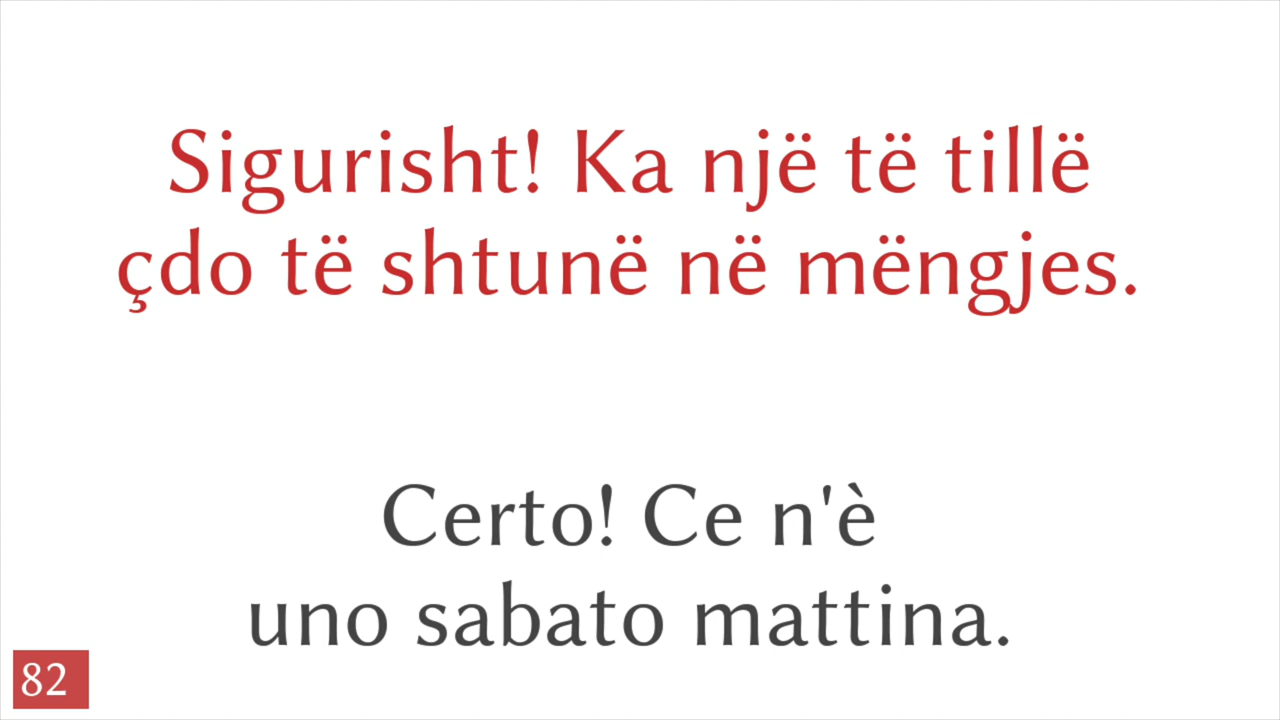 Sigurisht! Ka një të tillë
çdo të shtunë në mëngjes.
Certo! Ce n'è
uno sabato mattina.
82